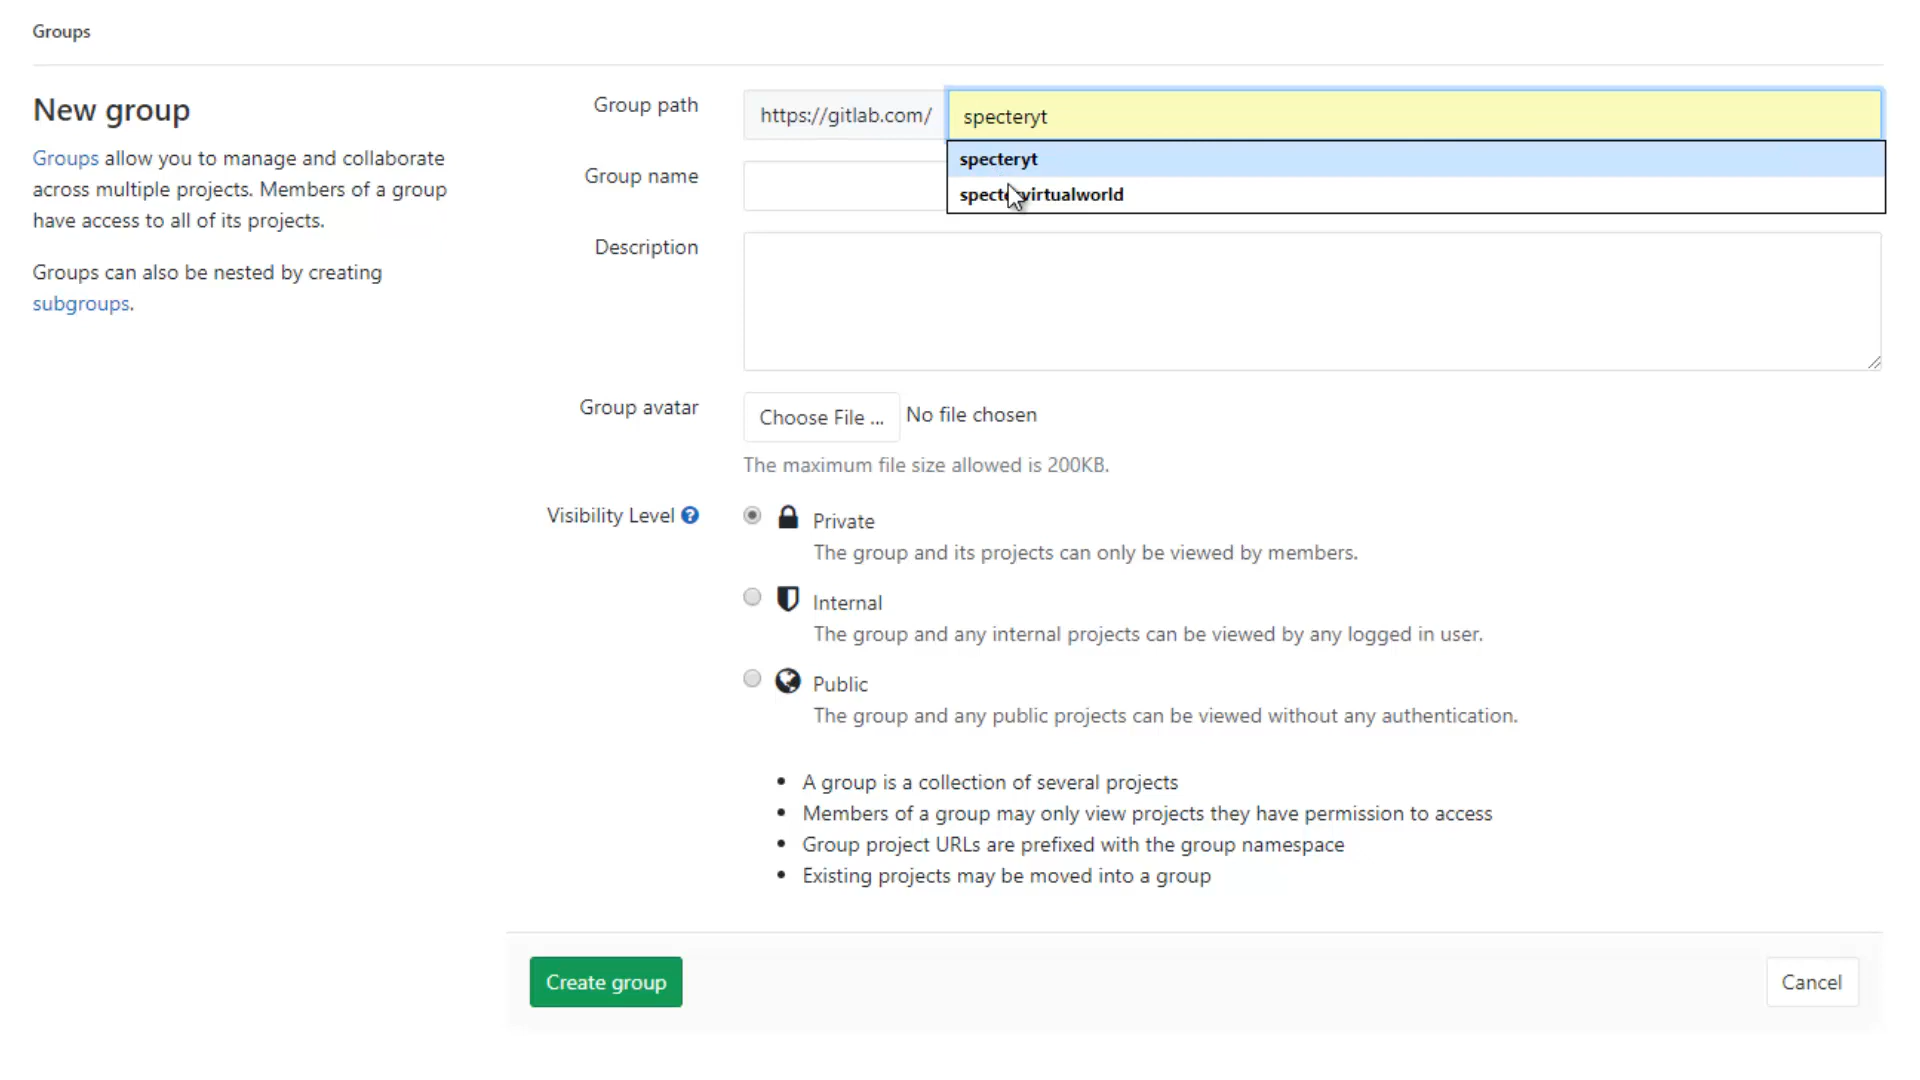 Groups
New group
Groups allow you to manage and collaborate
across multiple projects. Members of a group
have access to all of its projects.
Groups can also be nested by creating
subgroups.
Group path
https://gitlab.com/
specteryt
specteryt
Group name
Description
Group avatar
Choose File ...
No file chosen
The maximum file size allowed is 200KB.
Visibility Level
Private
The group and its projects can only be viewed by members.
Internal
The group and any internal projects can be viewed by any logged in user.
Public
The group and any public projects can be viewed without any authentication.
A group is a collection of several projects
Members of a group may only view projects they have permission to access
Group project URLs are prefixed with the group namespace
Existing projects may be moved into a group
Create group
Cancel